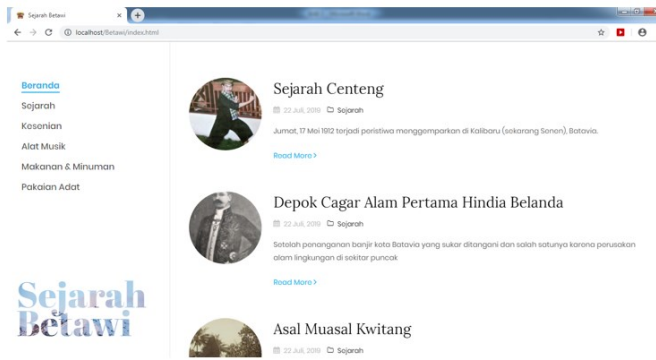 Sejarah Betawi
localhost/Betawi/index.html
Beranda
Sejarah
Kesenian
Alat Musik
Makanan & Minuman
Pakaian Adat
Sejarah
Betawi
Sejarah Centeng
22 Juli, 2019 Sejarah
Jumat, 17 Mei 1912 terjadi peristiwa menggemparkan di Kalibaru (sekarang Senen), Batavia.
Read More >
Depok Cagar Alam Pertama Hindia Belanda
22 Juli, 2019 Sejarah
Setelah penanganan banjir kota Batavia yang sukar ditangani dan salah satunya karena perusakan
alam lingkungan di sekitar puncak
Read More >
Asal Muasal Kwitang
22 Juli, 2019 Sejarah